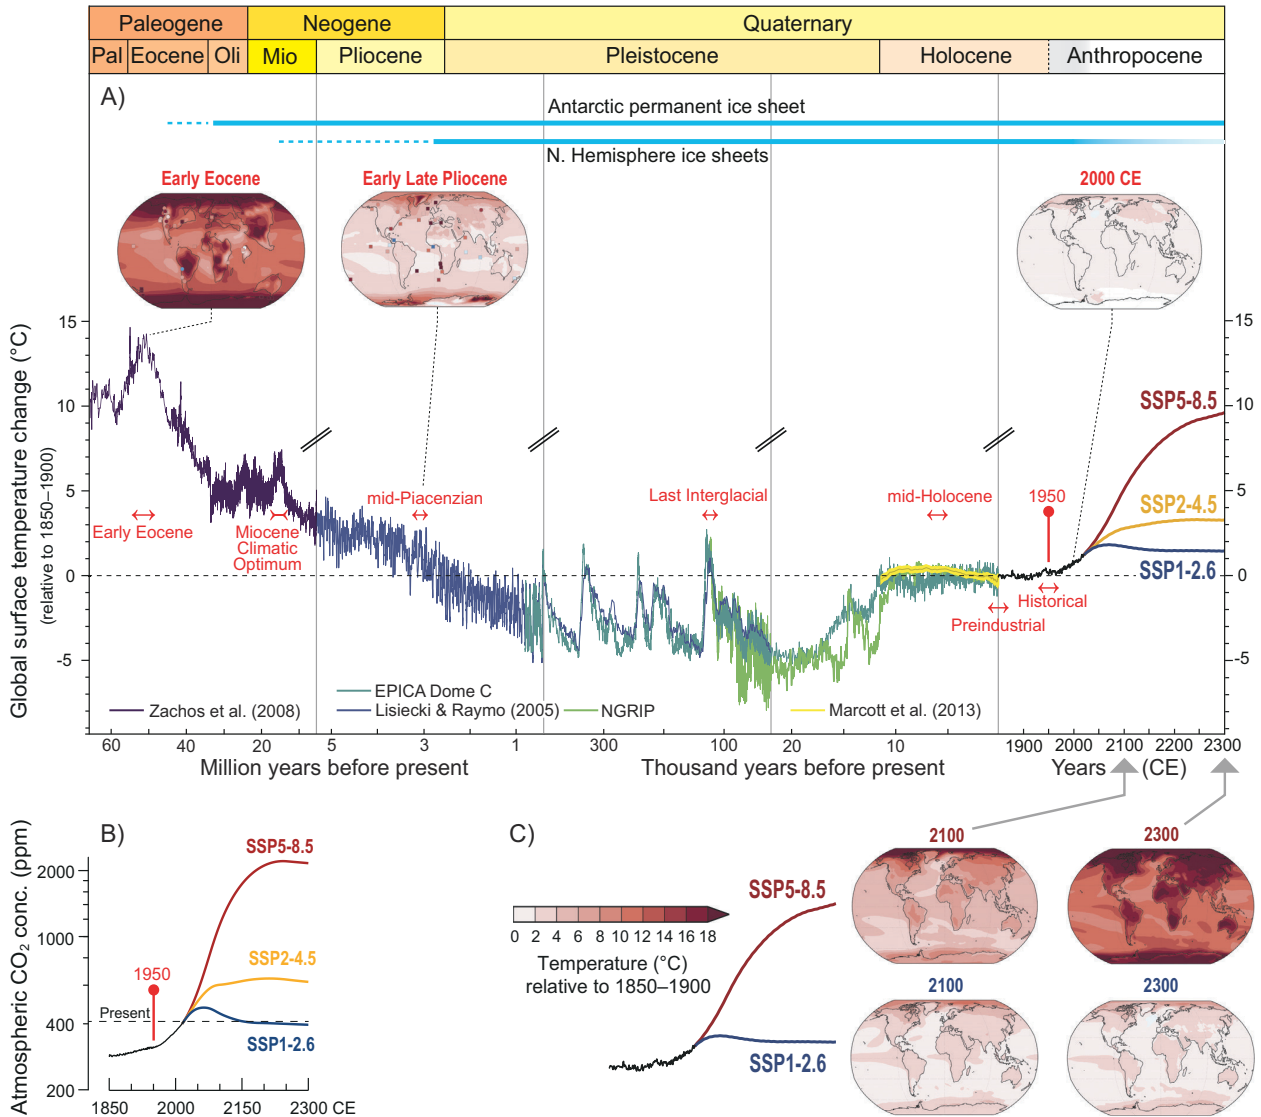 Paleogene Neogene Quaternary
Pal Eocene Oli Mio Pliocene Pleistocene Holocene Anthropocene
A)
Antarctic permanent ice sheet
N. Hemisphere ice sheets
Early Eocene
Early Late Pliocene
2000 CE
Global surface temperature change (°C)
(relative to 1850–1900)
15
10
5
0
-5
15
10
5
0
-5
SSP5-8.5
SSP2-4.5
SSP1-2.6
Early Eocene
Miocene
Climatic
Optimum
mid-Piacenzian
Last Interglacial
mid-Holocene
1950
Historical
Preindustrial
EPICA Dome C
Zachos et al. (2008)
Lisiecki & Raymo (2005)
NGRIP
Marcott et al. (2013)
60 40 20 5 3 1 300 100 20 10 1900 2000 2100 2200 2300
Million years before present
Thousand years before present
Years (CE)
B)
Atmospheric CO₂ conc. (ppm)
2000
1000
400
200
SSP5-8.5
SSP2-4.5
1950
Present
SSP1-2.6
1850 2000 2150 2300 CE
C)
0 2 4 6 8 10 12 14 16 18
Temperature (°C)
relative to 1850–1900
SSP5-8.5
SSP1-2.6
2100
2300
2100
2300